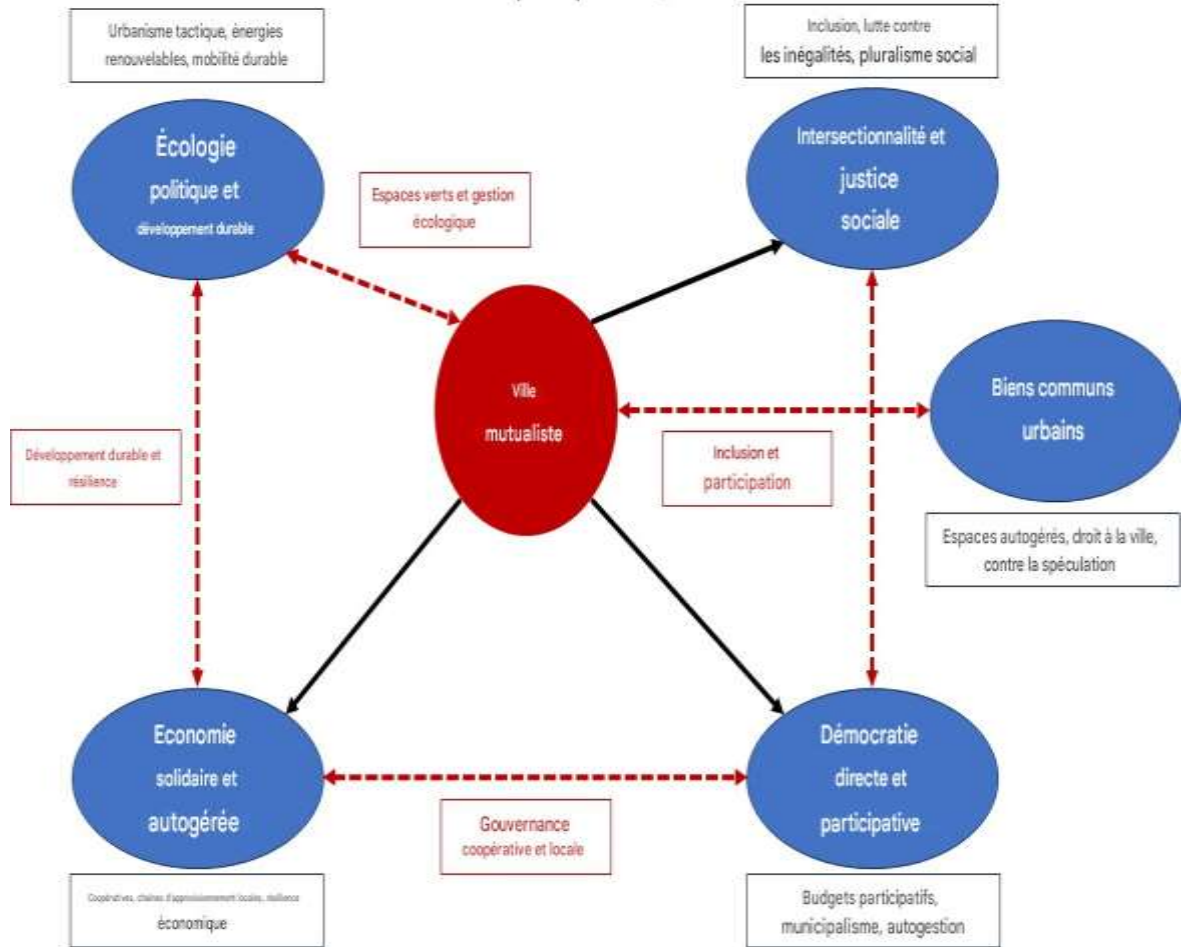 Urbanisme tactique, énergies
renouvelables, mobilité durable
Inclusion, lutte contre
les inégalités, pluralisme social
Écologie
politique et
développement durable
Intersectionnalité et
justice
sociale
Espaces verts et gestion
écologique
Ville
mutualiste
Biens communs
urbains
Développement durable et
résilience
Inclusion et
participation
Espaces autogérés, droit à la ville,
contre la spéculation
Economie
solidaire et
autogérée
Démocratie
directe et
participative
Gouvernance
coopérative et locale
Coopératives, chaînes d'approvisionnement locales, résilience
économique
Budgets participatifs,
municipalisme, autogestion